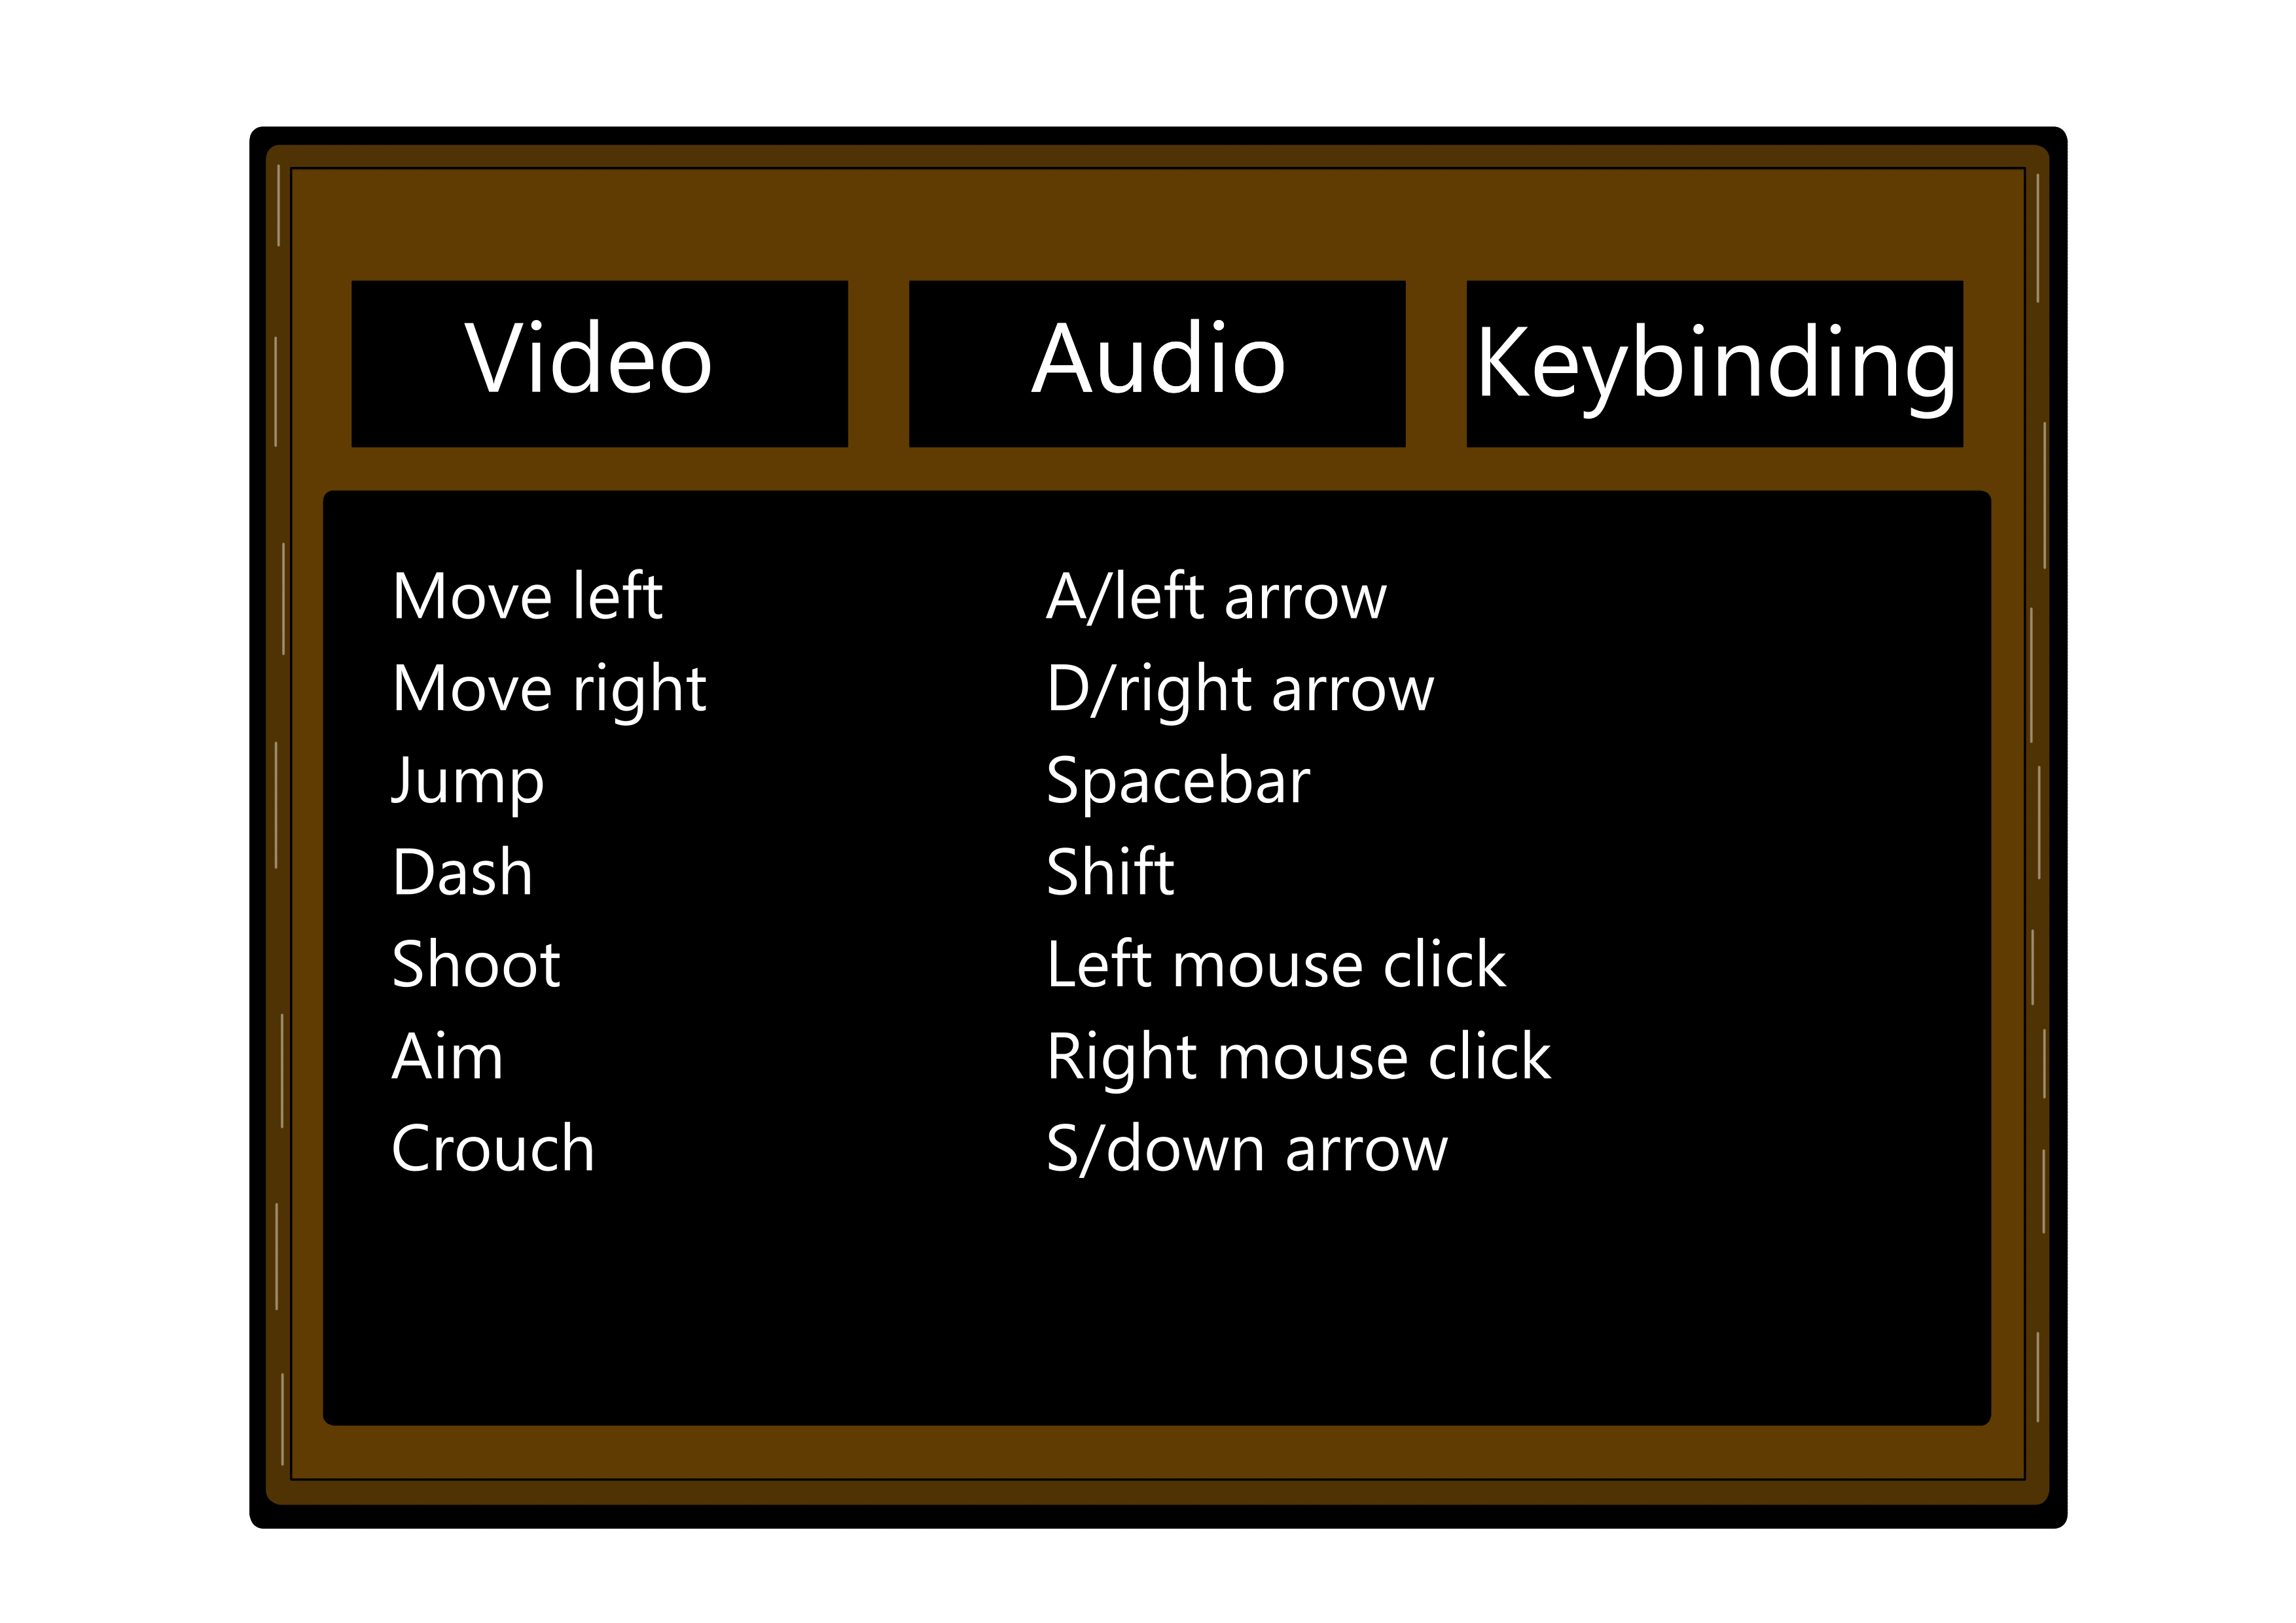 Video Audio Keybinding
Move left A/left arrow
Move right D/right arrow
Jump Spacebar
Dash Shift
Shoot Left mouse click
Aim Right mouse click
Crouch S/down arrow